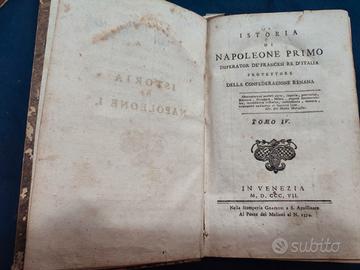 ISTORIA
DI
NAPOLEONE I.
ISTORIA
DI
NAPOLEONE PRIMO
IMPERATOR DE' FRANCESI RE D'ITALIA
PROTETTORE
DELLA CONFEDERAZIONE RENANA
TOMO IV.
IN VENEZIA
M. D. CCC. VII.
Nella Stamperia Graziosi a S. Apollinare
Al Ponte dei Meloni al N.
subito